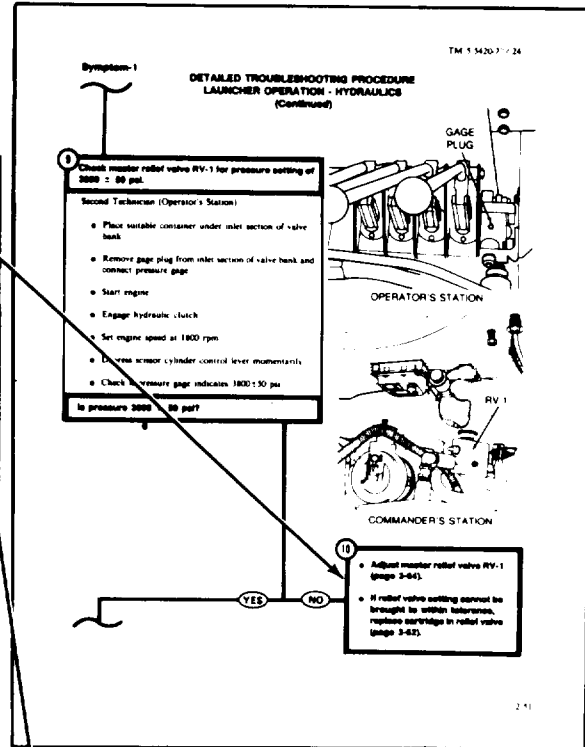 TM 5-5420-
Symptom-1
DETAILED TROUBLESHOOTING PROCEDURE
LAUNCHER OPERATION - HYDRAULICS
(Continued)
GAGE
PLUG
9
Check master relief valve RV-1 for pressure setting of
± 50 psi.
Second Technician (Operator's Station)
Place suitable container under inlet section of valve
bank
Remove gage plug from inlet section of valve bank and
connect pressure gage
Start engine
Engage hydraulic clutch
Set engine speed at 1800 rpm
Depress scissor cylinder control lever momentarily
Check if pressure gage indicates ±50 psi
Is pressure ± 50 psi?
OPERATOR'S STATION
RV-1
COMMANDER'S STATION
10
• Adjust master relief valve RV-1
(page 3-64).
• If relief valve setting cannot be
brought to within tolerance,
replace cartridge in relief valve
(page 3-62).
YES
NO
2-51